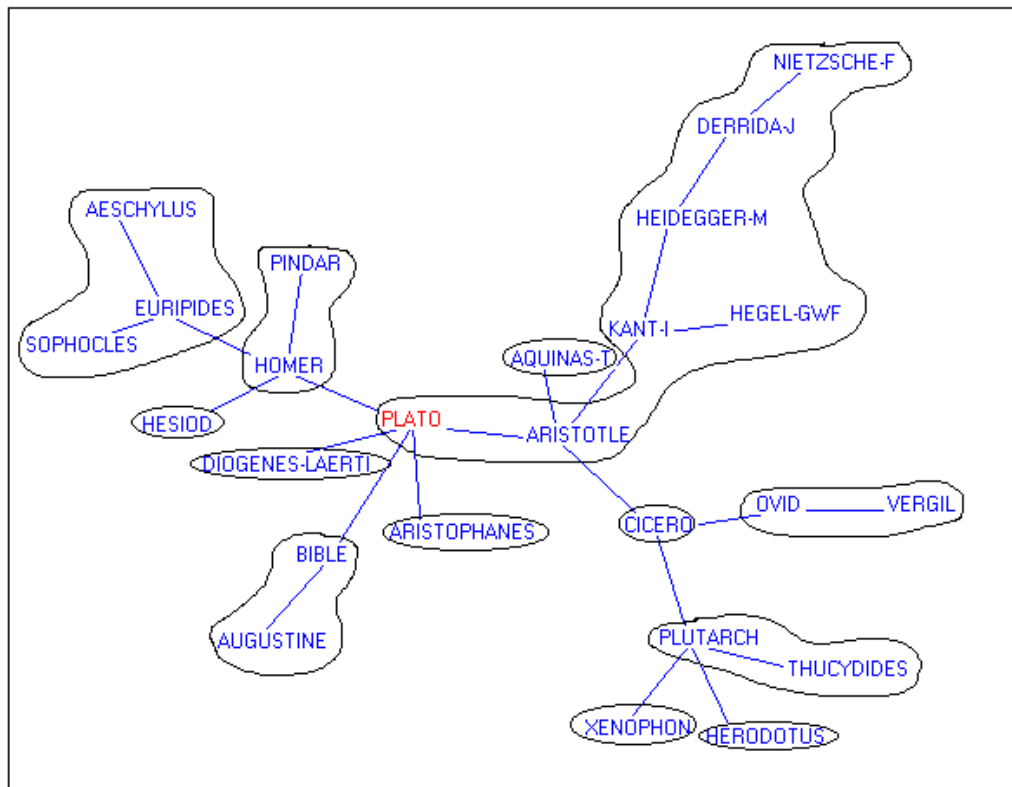 NIETZSCHE-F
DERRIDA-J
AESCHYLUS
HEIDEGGER-M
PINDAR
EURIPIDES
HEGEL-GWF
KANT-I
SOPHOCLES
AQUINAS-T
HOMER
HESIOD
PLATO
ARISTOTLE
DIOGENES-LAERTI
OVID
VERGIL
CICERO
ARISTOPHANES
BIBLE
AUGUSTINE
PLUTARCH
THUCYDIDES
XENOPHON
HERODOTUS